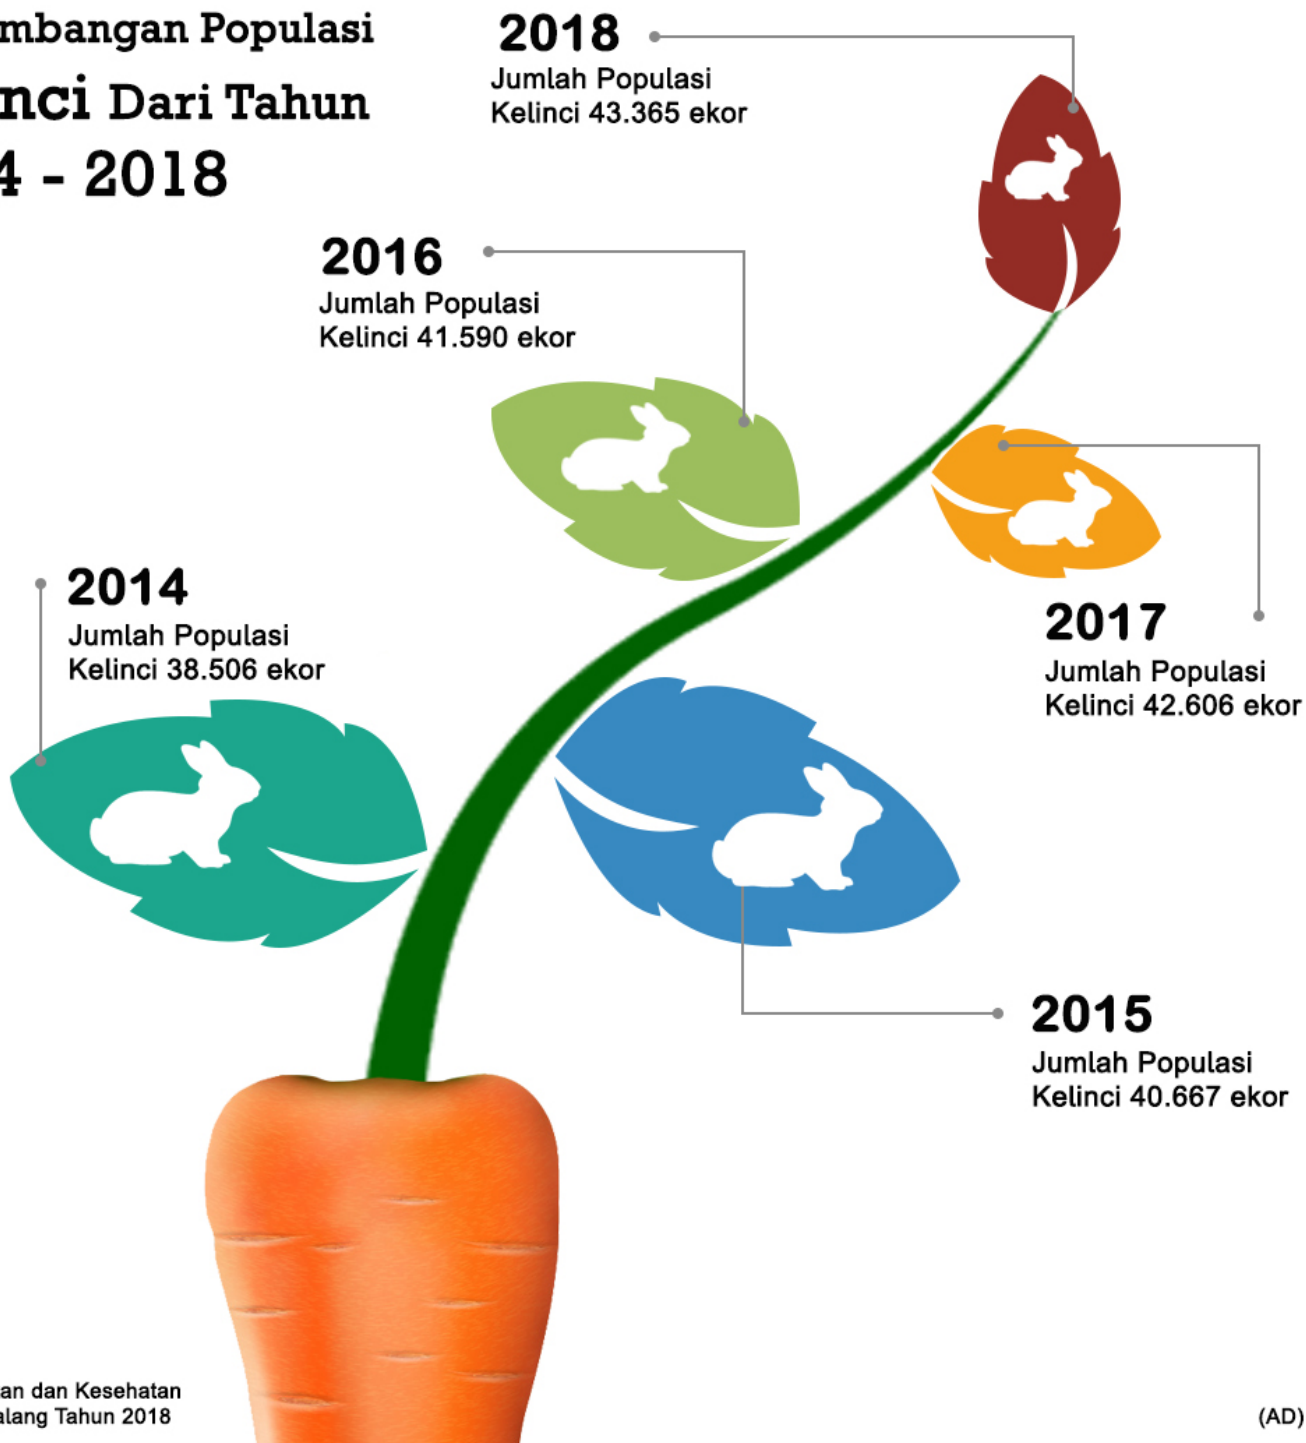 mbangan Populasi
nci Dari Tahun
4 - 2018
2018
Jumlah Populasi
Kelinci 43.365 ekor
2016
Jumlah Populasi
Kelinci 41.590 ekor
2014
Jumlah Populasi
Kelinci 38.506 ekor
2017
Jumlah Populasi
Kelinci 42.606 ekor
2015
Jumlah Populasi
Kelinci 40.667 ekor
an dan Kesehatan
alang Tahun 2018
(AD)